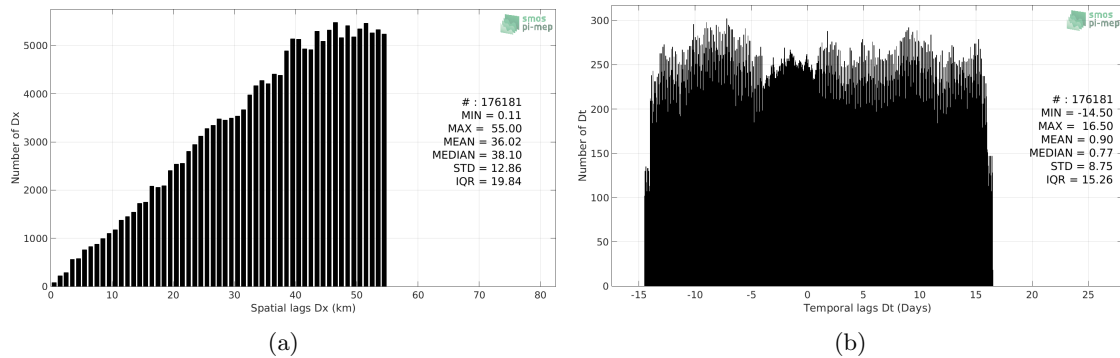 smos
pi-mep
5000
4000
3000
2000
1000
0
Number of Dx
# : 176181
MIN = 0.11
MAX = 55.00
MEAN = 36.02
MEDIAN = 38.10
STD = 12.86
IQR = 19.84
0 10 20 30 40 50 60 70 80
Spatial lags Dx (km)
(a)
smos
pi-mep
300
250
200
150
100
50
0
Number of Dt
# : 176181
MIN = -14.50
MAX = 16.50
MEAN = 0.90
MEDIAN = 0.77
STD = 8.75
IQR = 15.26
-15 -10 -5 0 5 10 15 20 25
Temporal lags Dt (Days)
(b)